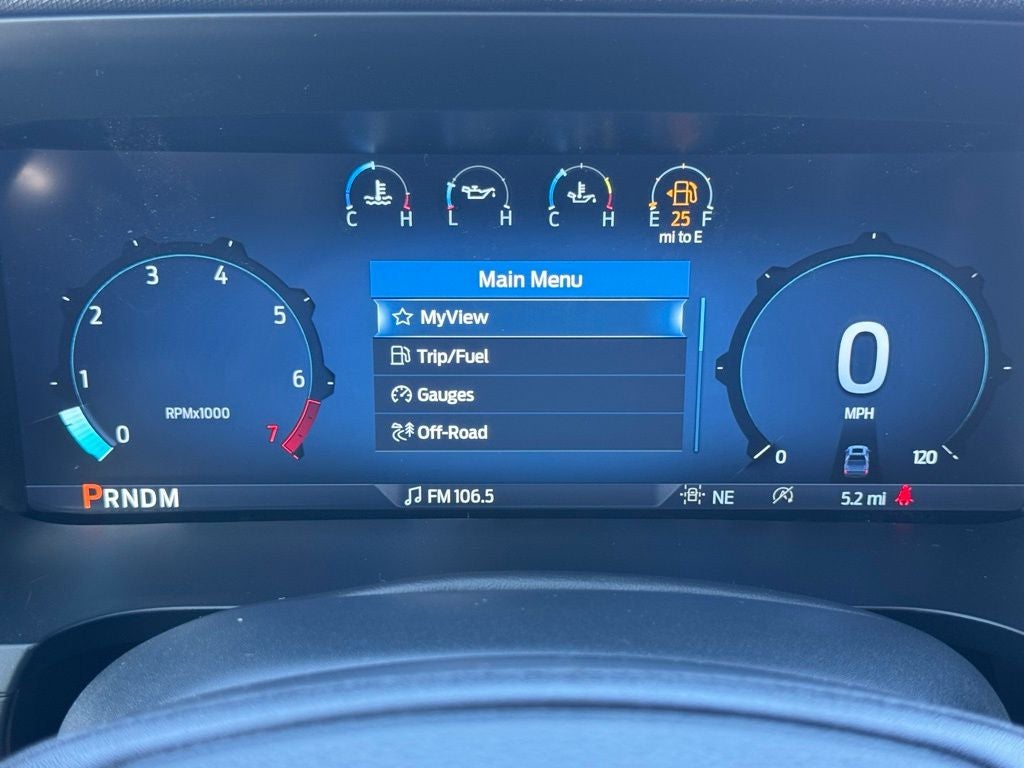 C H L H C H E 25 F
mi to E
Main Menu
MyView
Trip/Fuel
Gauges
Off-Road
0 1 2 3 4 5 6 7
RPMx1000
0
MPH
0 120
PRNDM
FM 106.5
NE
5.2 mi